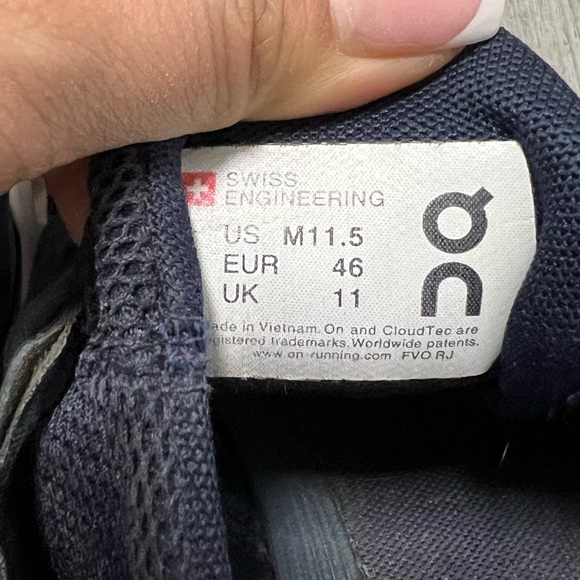 SWISS
ENGINEERING
US M11.5
EUR 46
UK 11
ade in Vietnam. On and CloudTec are
gistered trademarks. Worldwide patents.
www.on-running.com FVO RJ
On